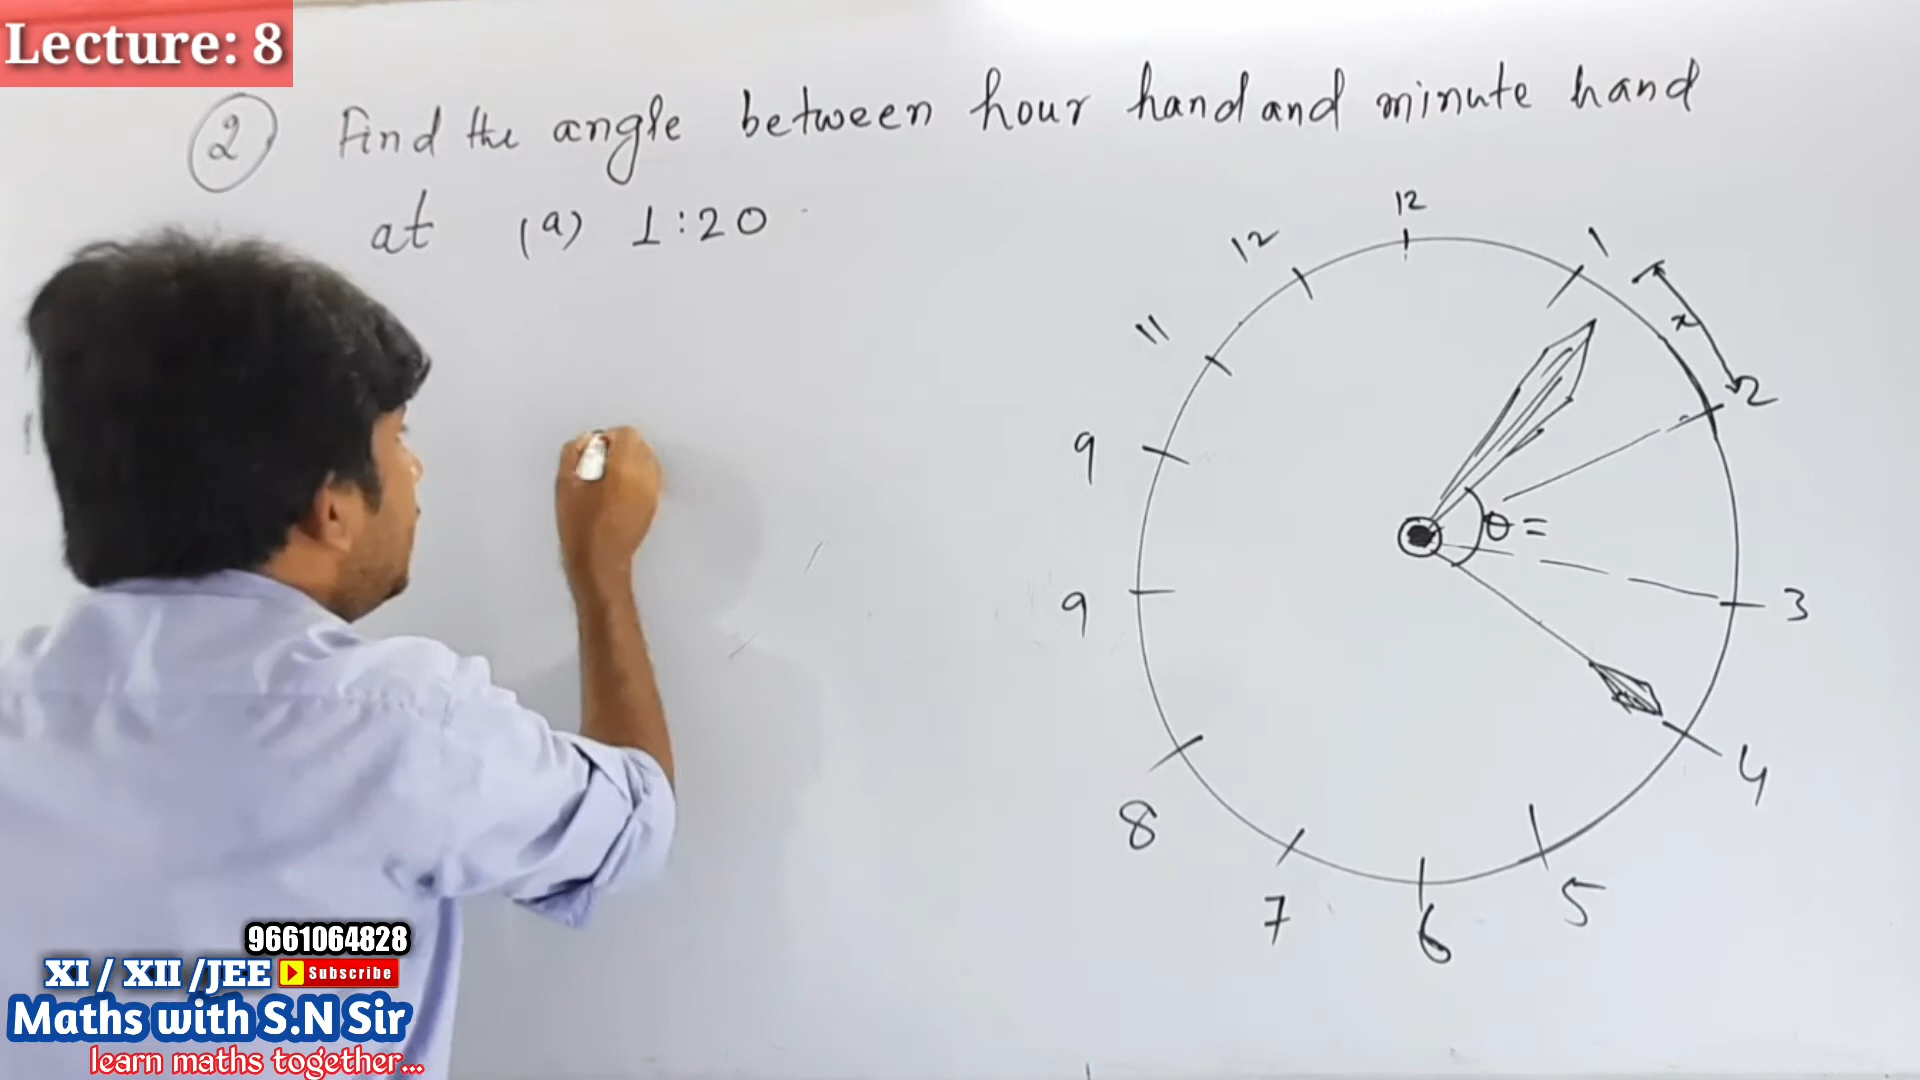 Lecture: 8
2 Find the angle between hour hand and minute hand
at (a) 1:20
12
12
1
11
x
2
9
θ =
9
3
4
8
5
7
6
9661064828
XI / XII /JEE Subscribe
Maths with S.N Sir
learn maths together...